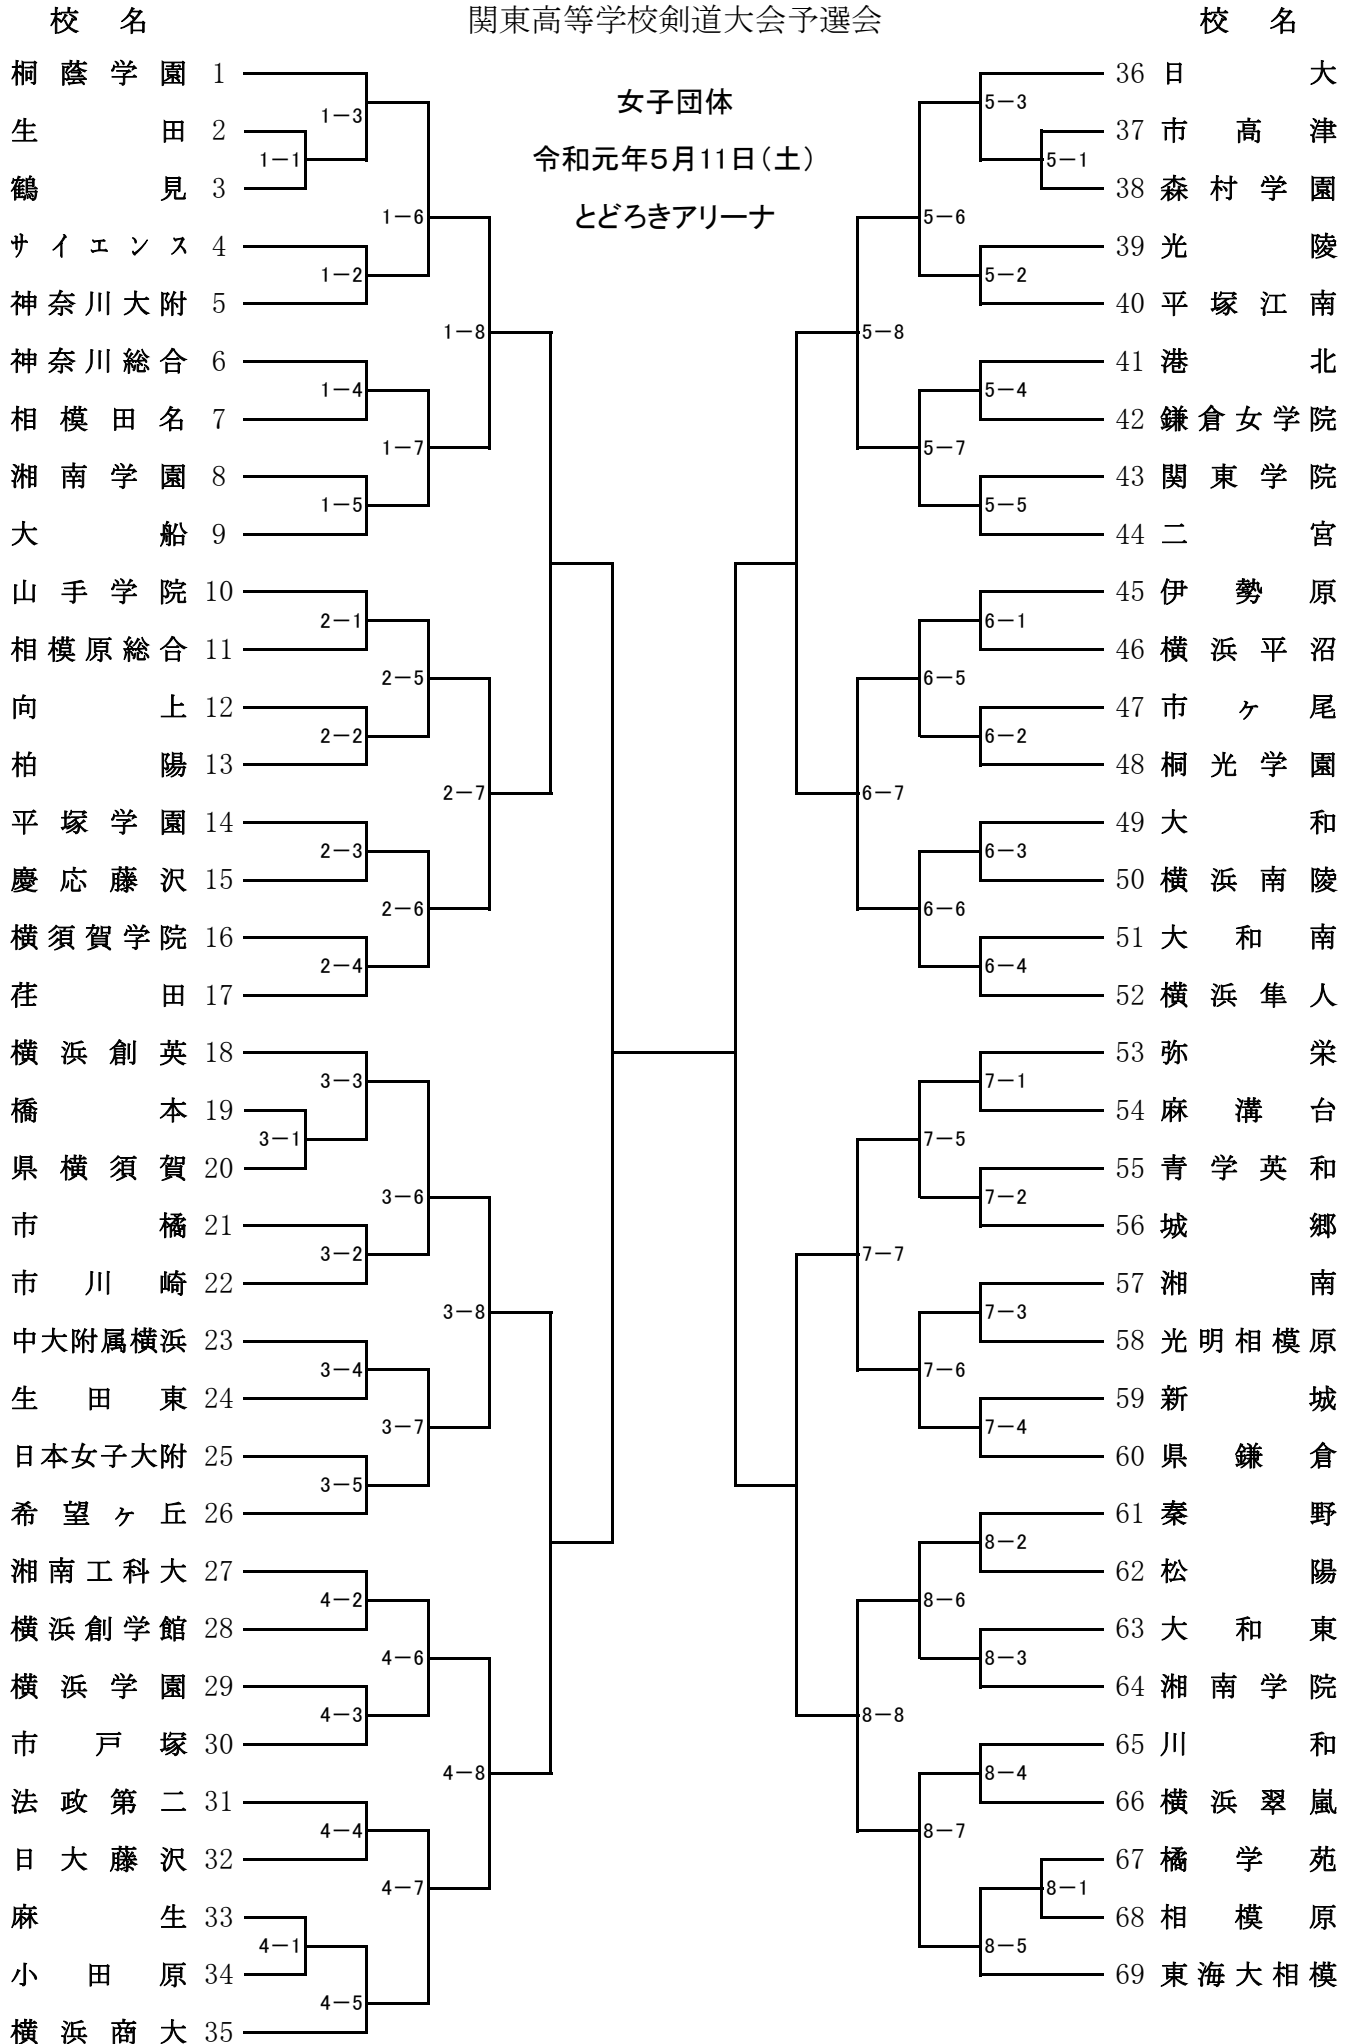 校 名
関東高等学校剣道大会予選会
校 名
女子団体
令和元年５月11日（土）
とどろきアリーナ
桐蔭学園 1
生田 2
鶴見 3
サイエンス 4
神奈川大附 5
神奈川総合 6
相模田名 7
湘南学園 8
大船 9
山手学院 10
相模原総合 11
向上 12
柏陽 13
平塚学園 14
慶応藤沢 15
横須賀学院 16
荏田 17
横浜創英 18
橋本 19
県横須賀 20
市橘 21
市川崎 22
中大附属横浜 23
生田東 24
日本女子大附 25
希望ヶ丘 26
湘南工科大 27
横浜創学館 28
横浜学園 29
市戸塚 30
法政第二 31
日大藤沢 32
麻生 33
小田原 34
横浜商大 35
1－3
1－1
1－6
1－2
1－8
1－4
1－7
1－5
2－1
2－5
2－2
2－7
2－3
2－6
2－4
3－3
3－1
3－6
3－2
3－8
3－4
3－7
3－5
4－2
4－6
4－3
4－8
4－4
4－7
4－1
4－5
5－3
5－1
5－6
5－2
5－8
5－4
5－7
5－5
6－1
6－5
6－2
6－7
6－3
6－6
6－4
7－1
7－5
7－2
7－7
7－3
7－6
7－4
8－2
8－6
8－3
8－8
8－4
8－7
8－1
8－5
36 日大
37 市高津
38 森村学園
39 光陵
40 平塚江南
41 港北
42 鎌倉女学院
43 関東学院
44 二宮
45 伊勢原
46 横浜平沼
47 市ヶ尾
48 桐光学園
49 大和
50 横浜南陵
51 大和南
52 横浜隼人
53 弥栄
54 麻溝台
55 青学英和
56 城郷
57 湘南
58 光明相模原
59 新城
60 県鎌倉
61 秦野
62 松陽
63 大和東
64 湘南学院
65 川和
66 横浜翠嵐
67 橘学苑
68 相模原
69 東海大相模